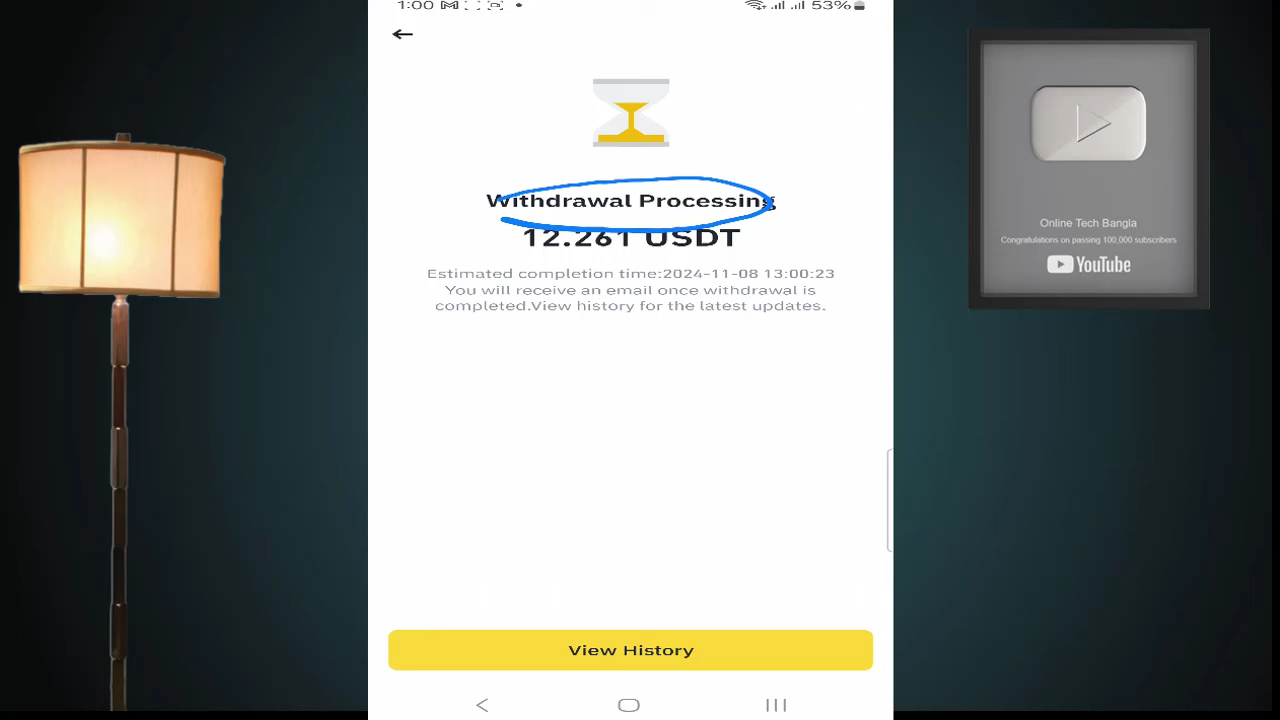 1:00
53%
Withdrawal Processing
12.261 USDT
Estimated completion time:2024-11-08 13:00:23
You will receive an email once withdrawal is
completed.View history for the latest updates.
View History
Online Tech Bangla
Congratulations on passing 100,000 subscribers
YouTube